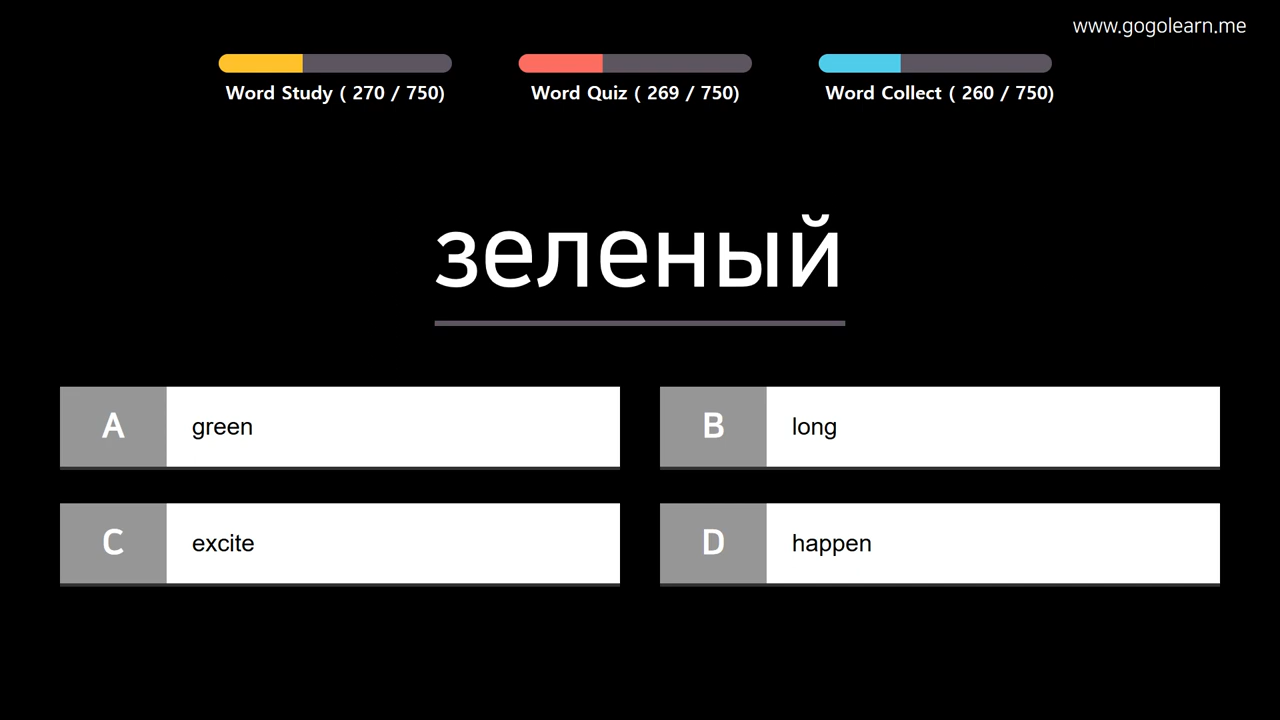 www.gogolearn.me
Word Study ( 270 / 750)
Word Quiz ( 269 / 750)
Word Collect ( 260 / 750)
зеленый
A green
B long
C excite
D happen